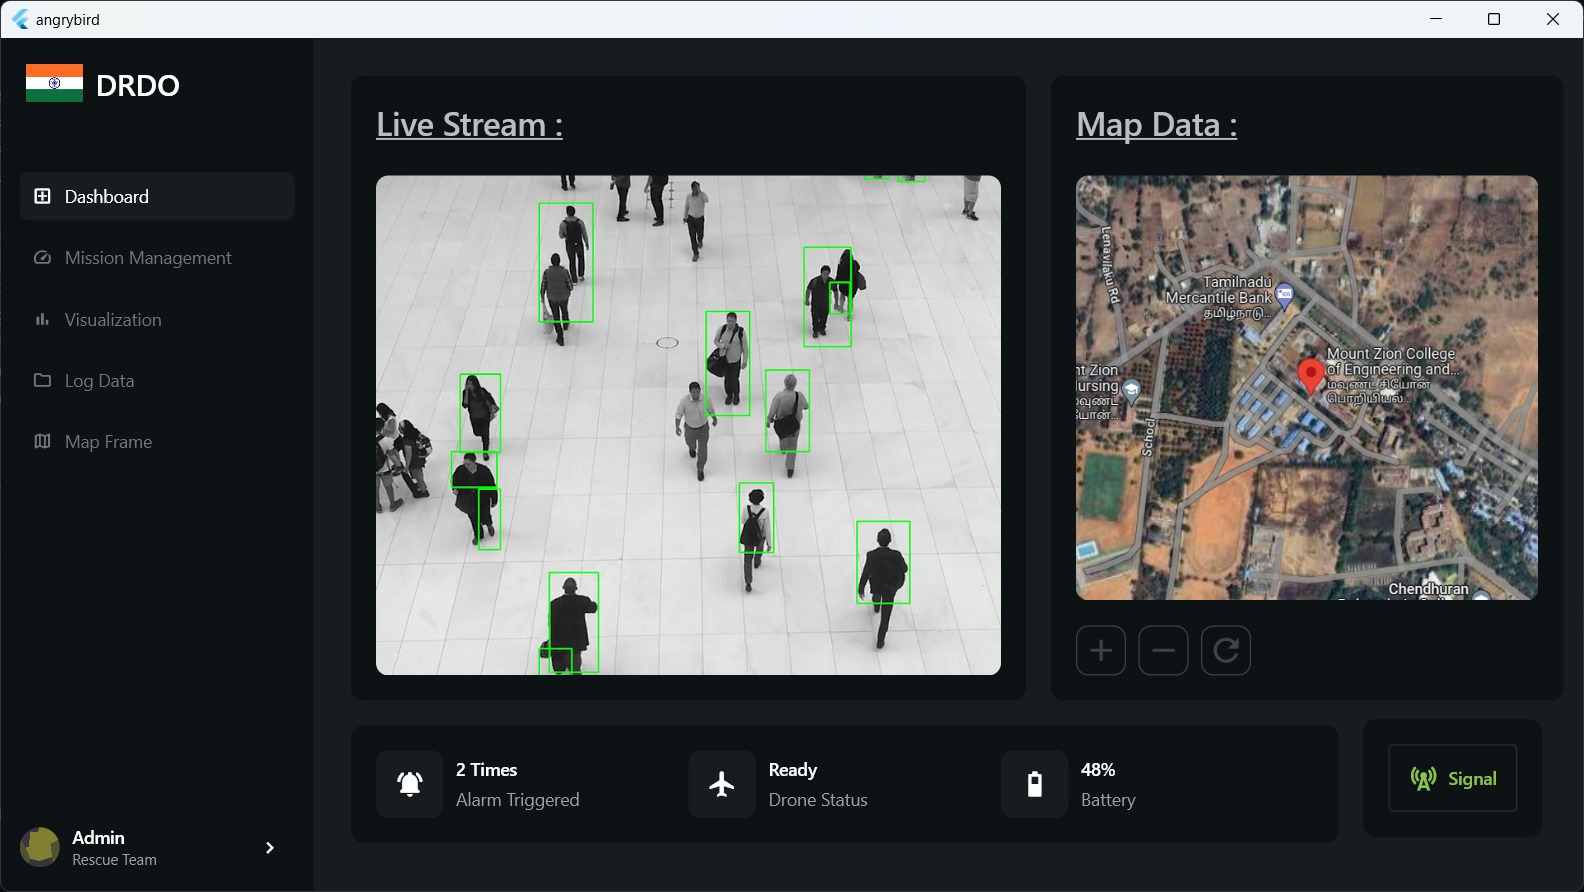 angrybird
DRDO
Dashboard
Mission Management
Visualization
Log Data
Map Frame
Admin
Rescue Team
Live Stream :
Map Data :
Lenavilaku Rd
Tamilnadu
Mercantile Bank
தமிழ்நாடு...
Mount Zion College
of Engineering and...
மவுண்ட் சியோன்
பொறியியல்...
nt Zion
lursing
வுண்ட்
யோன்...
School
Chendhuran
2 Times
Alarm Triggered
Ready
Drone Status
48%
Battery
Signal